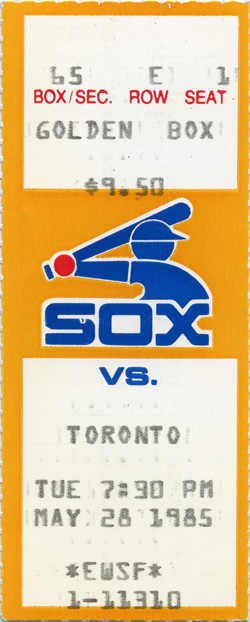 65 E 1
BOX/SEC. ROW SEAT
GOLDEN BOX
$9.50
SOX
VS.
TORONTO
TUE 7:30 PM
MAY 28 1985
*EWSF*
1-11310